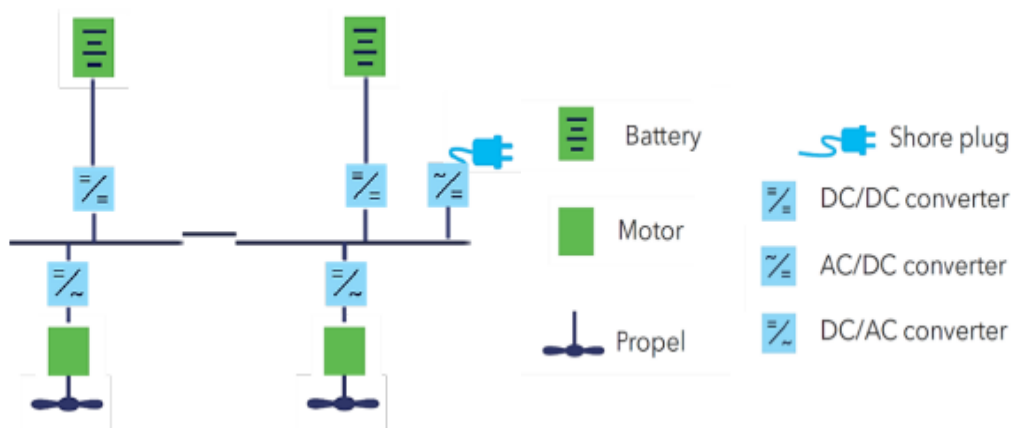 Battery
Shore plug
DC/DC converter
Motor
AC/DC converter
Propel
DC/AC converter